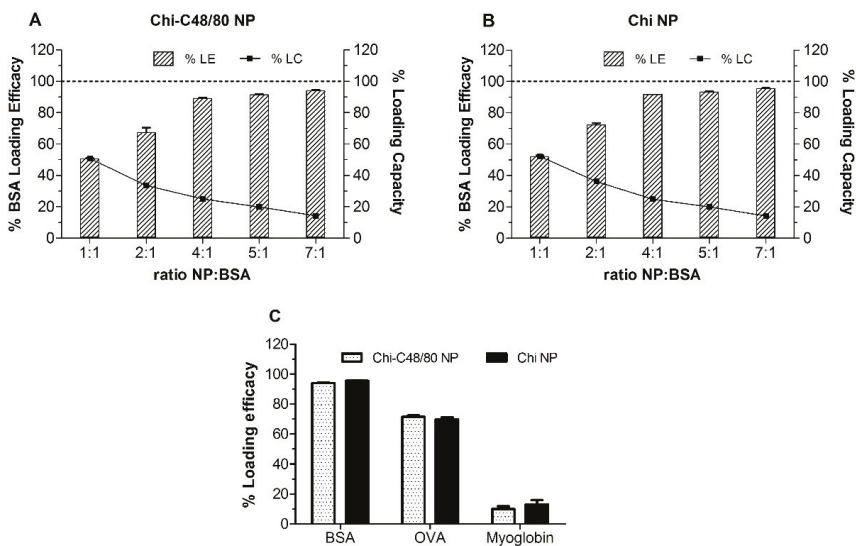 A
Chi-C48/80 NP
% LE
% LC
% BSA Loading Efficacy
120
100
80
60
40
20
0
120
100
80
60
40
20
0
% Loading Capacity
1:1 2:1 4:1 5:1 7:1
ratio NP:BSA
B
Chi NP
% LE
% LC
% BSA Loading Efficacy
120
100
80
60
40
20
0
120
100
80
60
40
20
0
% Loading Capacity
1:1 2:1 4:1 5:1 7:1
ratio NP:BSA
C
Chi-C48/80 NP
Chi NP
% Loading efficacy
120
100
80
60
40
20
0
BSA OVA Myoglobin